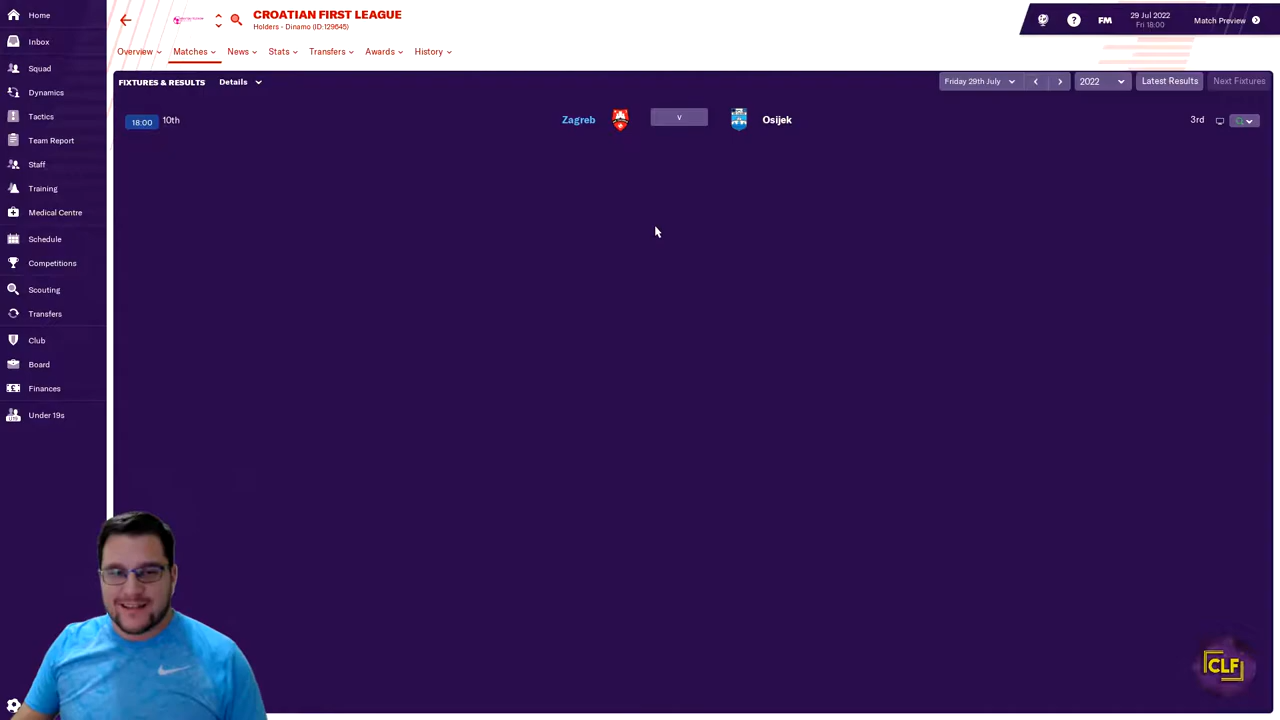 Home
Inbox
Squad
Dynamics
Tactics
Team Report
Staff
Training
Medical Centre
Schedule
Competitions
Scouting
Transfers
Club
Board
Finances
Under 19s
CROATIAN FIRST LEAGUE
Holders - Dinamo (ID:129645)
29 Jul 2022
Fri 18:00
FM
Match Preview
Overview Matches News Stats Transfers Awards History
FIXTURES & RESULTS Details
Friday 29th July 2022 Latest Results Next Fixtures
18:00 10th Zagreb v Osijek 3rd
CLF